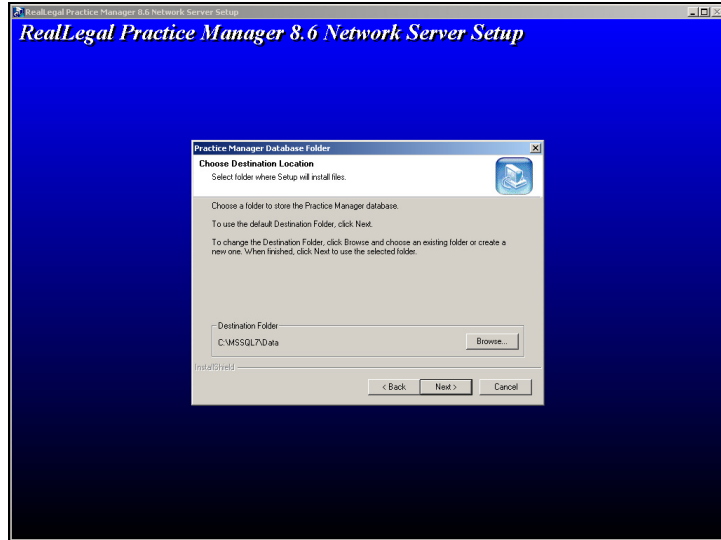 RealLegal Practice Manager 8.6 Network Server Setup
RealLegal Practice Manager 8.6 Network Server Setup
Practice Manager Database Folder
Choose Destination Location
Select folder where Setup will install files.
Choose a folder to store the Practice Manager database.
To use the default Destination Folder, click Next.
To change the Destination Folder, click Browse and choose an existing folder or create a
new one. When finished, click Next to use the selected folder.
Destination Folder
C:\MSSQL7\Data
Browse...
InstallShield
< Back
Next >
Cancel